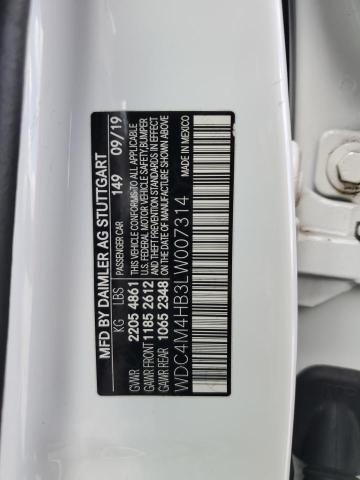 MFD BY DAIMLER AG STUTTGART
PASSENGER CAR 149 09/19
KG LBS
GVWR 2205 4861
GAWR FRONT 1185 2612
GAWR REAR 1065 2348
THIS VEHICLE CONFORMS TO ALL APPLICABLE
U.S. FEDERAL MOTOR VEHICLE SAFETY, BUMPER
AND THEFT PREVENTION STANDARDS IN EFFECT
ON THE DATE OF MANUFACTURE SHOWN ABOVE.
MADE IN MEXICO
WDC4M4HB3LW007314